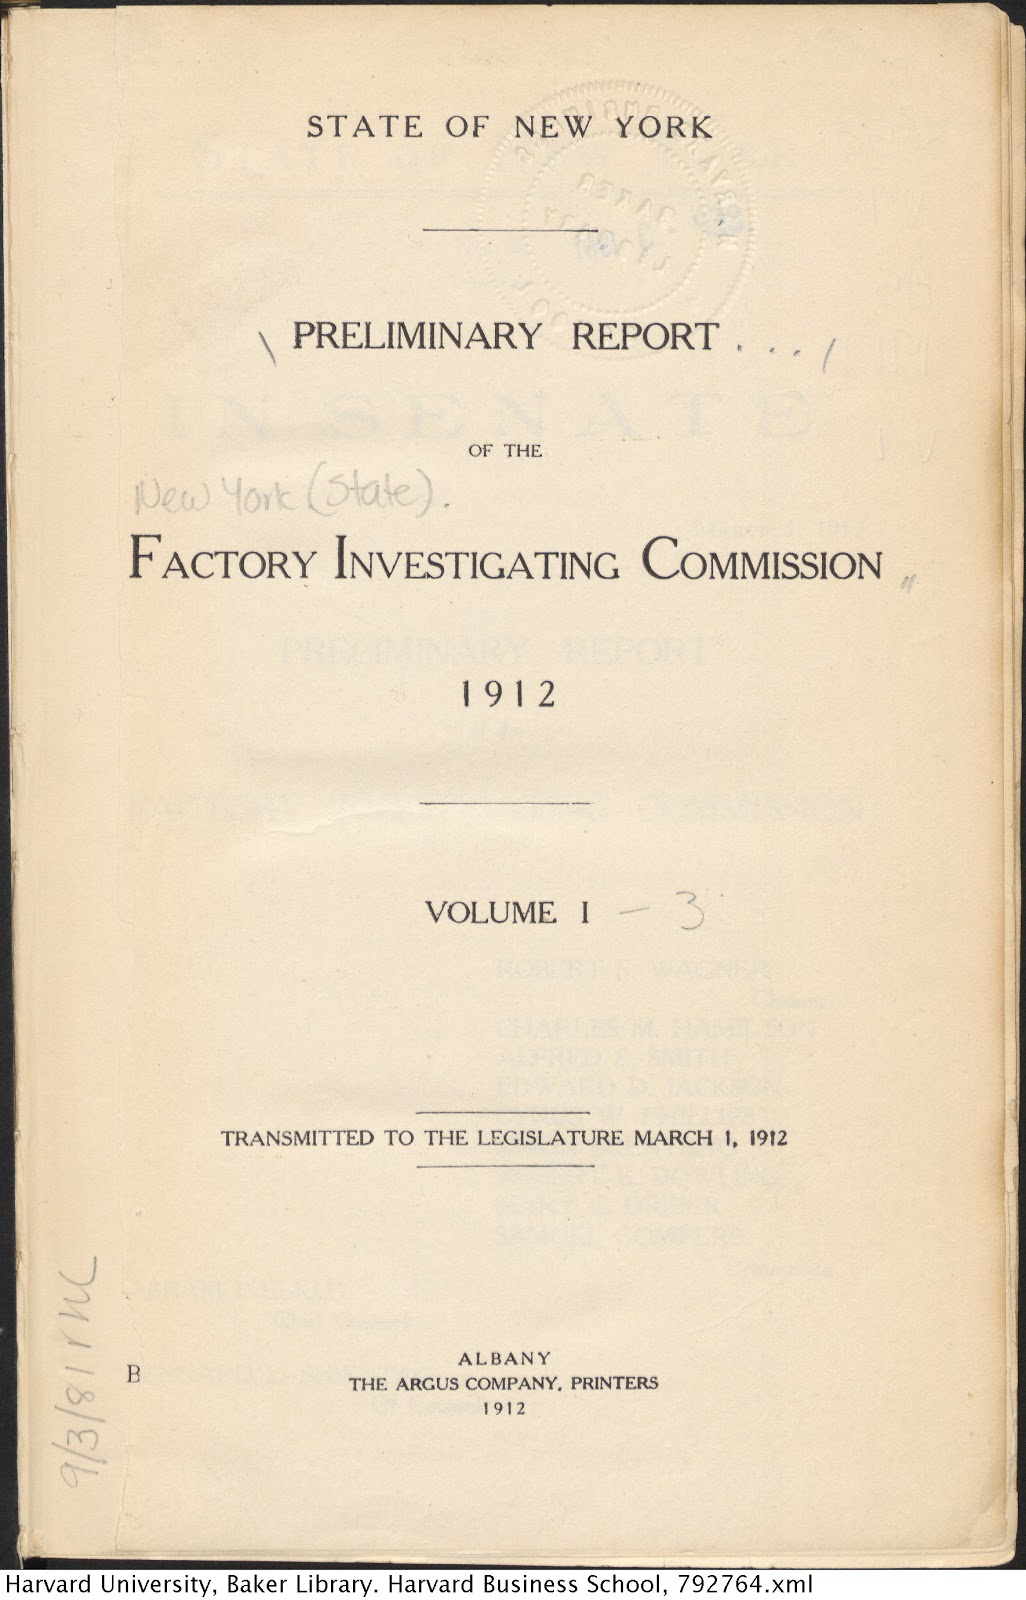 STATE OF NEW YORK
PRELIMINARY REPORT . . .
OF THE
New York (State).
FACTORY INVESTIGATING COMMISSION
1912
VOLUME I – 3
TRANSMITTED TO THE LEGISLATURE MARCH 1, 1912
ALBANY
B
THE ARGUS COMPANY, PRINTERS
1912
9/3/81
Harvard University, Baker Library. Harvard Business School, 792764.xml